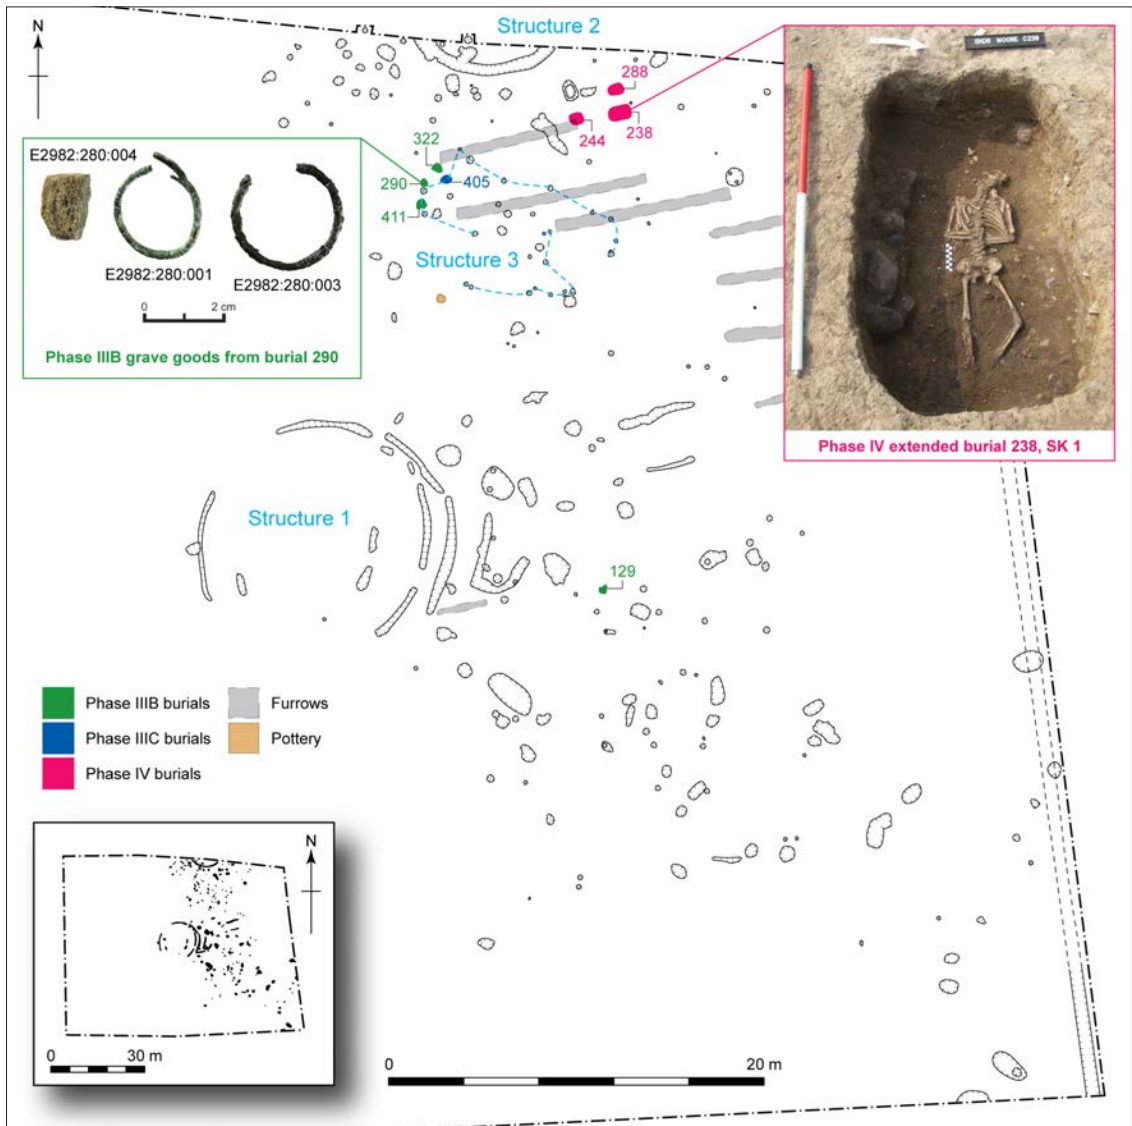 N
Structure 2
288
238
244
322
290
405
411
E2982:280:004
E2982:280:001
E2982:280:003
0 2 cm
Phase IIIB grave goods from burial 290
Structure 3
Phase IV extended burial 238, SK 1
Structure 1
129
Phase IIIB burials
Furrows
Phase IIIC burials
Pottery
Phase IV burials
N
0 30 m
0 20 m